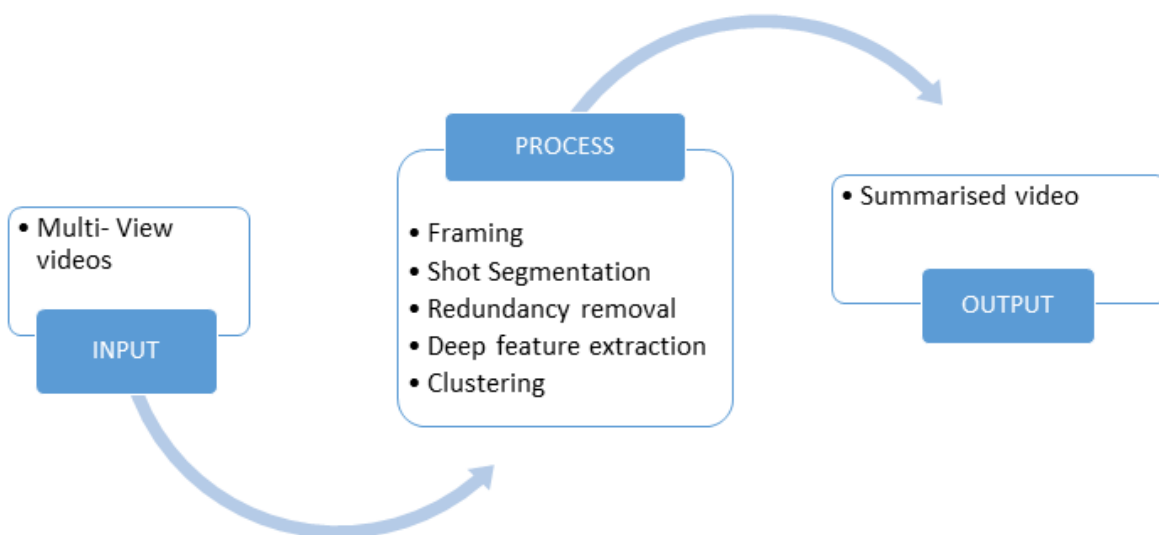 • Multi- View
videos
INPUT
PROCESS
• Framing
• Shot Segmentation
• Redundancy removal
• Deep feature extraction
• Clustering
• Summarised video
OUTPUT